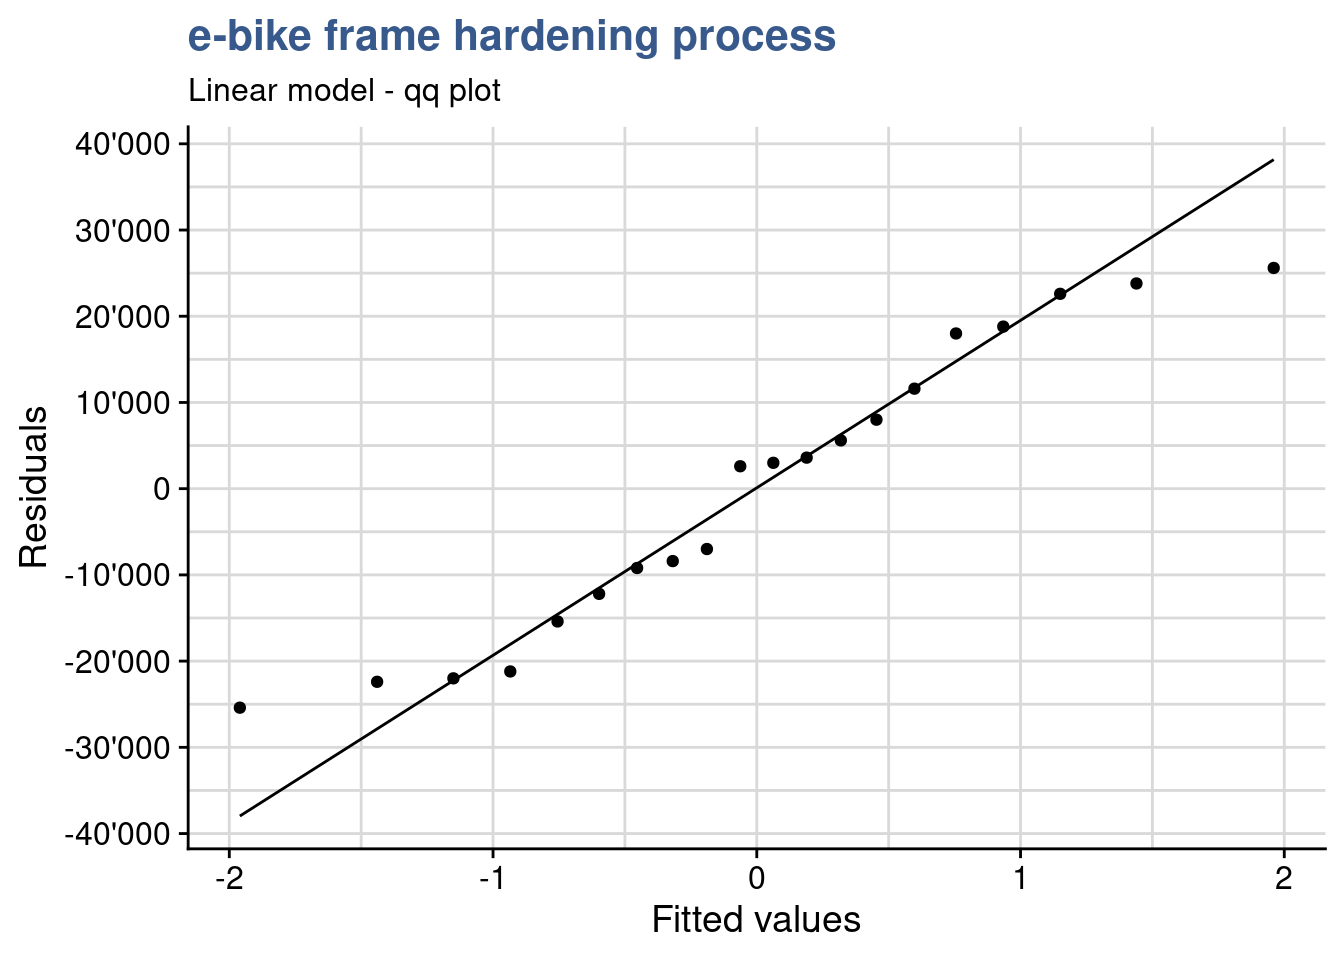 e-bike frame hardening process
Linear model - qq plot
40'000
30'000
20'000
10'000
0
-10'000
-20'000
-30'000
-40'000
Residuals
-2 -1 0 1 2
Fitted values